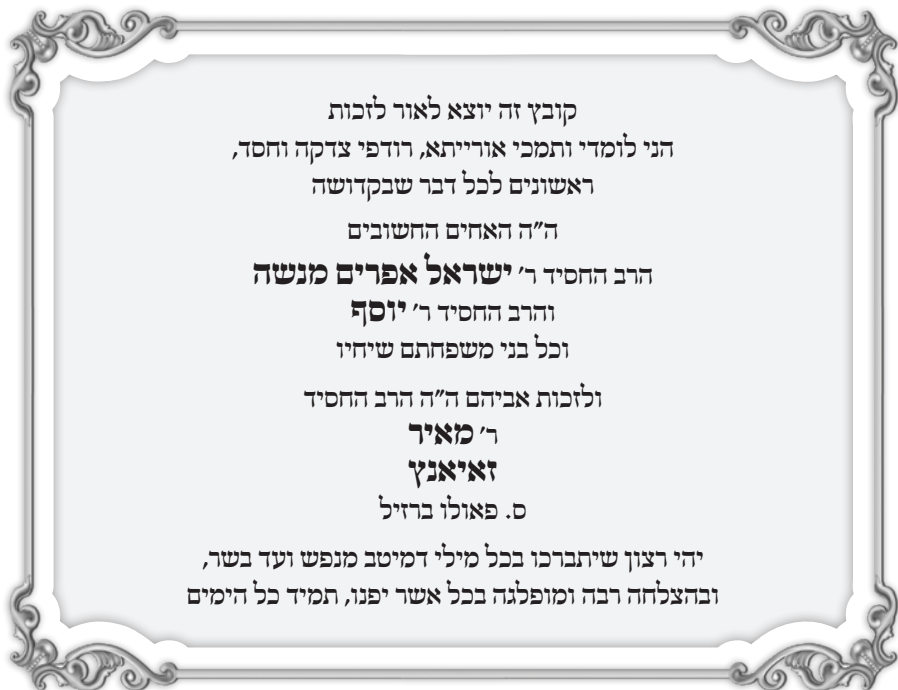 קובץ זה יוצא לאור לזכות
הני לומדי ותמכי אורייתא, רודפי צדקה וחסד,
ראשונים לכל דבר שבקדושה
ה״ה האחים החשובים
הרב החסיד ר׳ ישראל אפרים מנשה
והרב החסיד ר׳ יוסף
וכל בני משפחתם שיחיו
ולזכות אביהם ה״ה הרב החסיד
ר׳ מאיר
זאיאנץ
ס. פאולו ברזיל
יהי רצון שיתברכו בכל מילי דמיטב מנפש ועד בשר,
ובהצלחה רבה ומופלגה בכל אשר יפנו, תמיד כל הימים